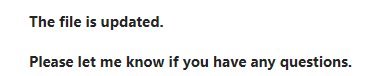 The file is updated.
Please let me know if you have any questions.